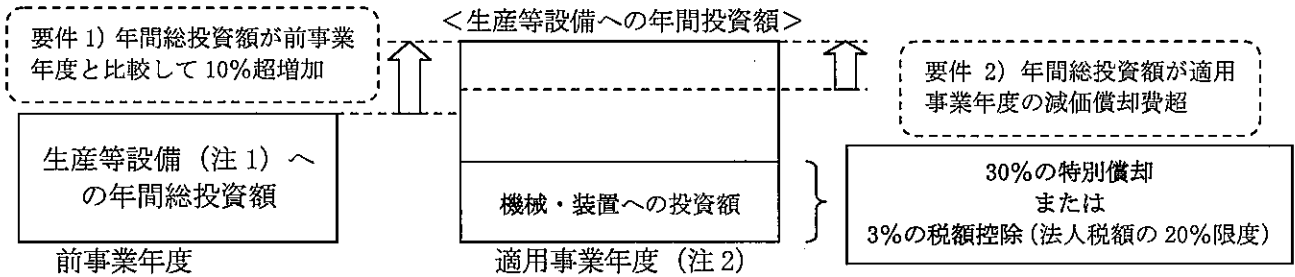 ＜生産等設備への年間投資額＞
要件 1) 年間総投資額が前事業
年度と比較して 10%超増加
要件 2) 年間総投資額が適用
事業年度の減価償却費超
生産等設備（注 1）へ
の年間総投資額
機械・装置への投資額
30%の特別償却
または
3%の税額控除（法人税額の 20%限度）
前事業年度
適用事業年度（注 2）